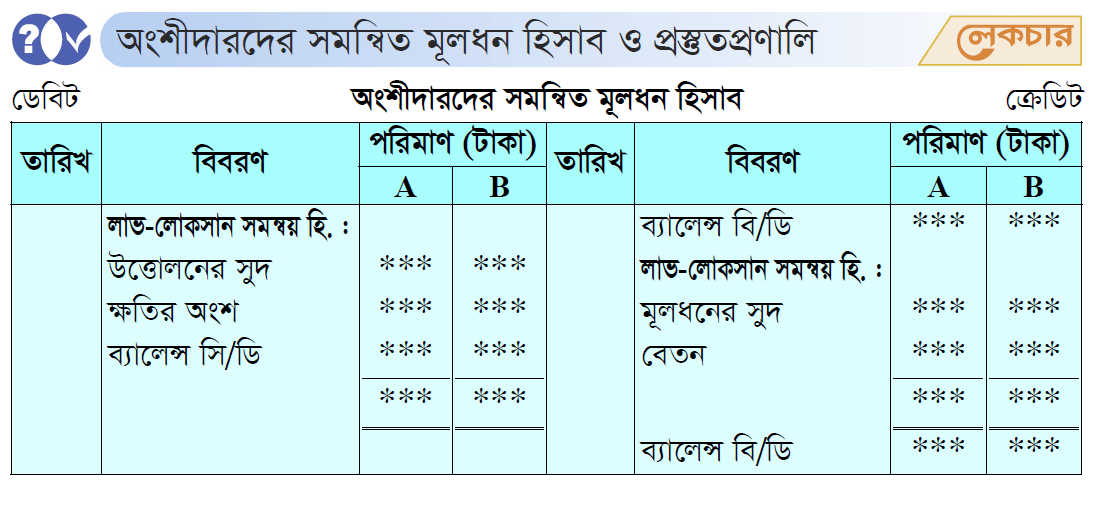 অংশীদারদের সমন্বিত মূলধন হিসাব ও প্রস্তুতপ্রণালি
লেকচার
ডেবিট অংশীদারদের সমন্বিত মূলধন হিসাব ক্রেডিট
তারিখ বিবরণ পরিমাণ (টাকা) তারিখ বিবরণ পরিমাণ (টাকা)
A B A B
লাভ-লোকসান সমন্বয় হি. : ব্যালেন্স বি/ডি *** ***
উত্তোলনের সুদ *** *** লাভ-লোকসান সমন্বয় হি. :
ক্ষতির অংশ *** *** মূলধনের সুদ *** ***
ব্যালেন্স সি/ডি *** *** বেতন *** ***
*** *** *** ***
ব্যালেন্স বি/ডি *** ***